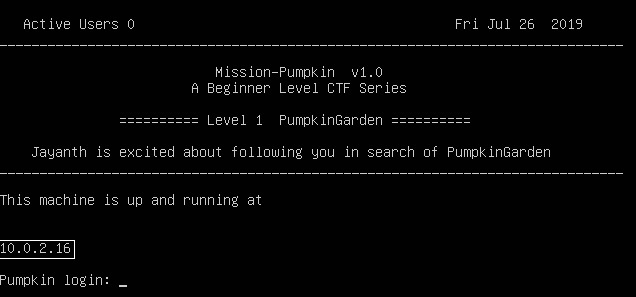 Active Users 0 Fri Jul 26 2019
Mission-Pumpkin v1.0
A Beginner Level CTF Series
========== Level 1 PumpkinGarden ==========
Jayanth is excited about following you in search of PumpkinGarden
This machine is up and running at
10.0.2.16
Pumpkin login: _